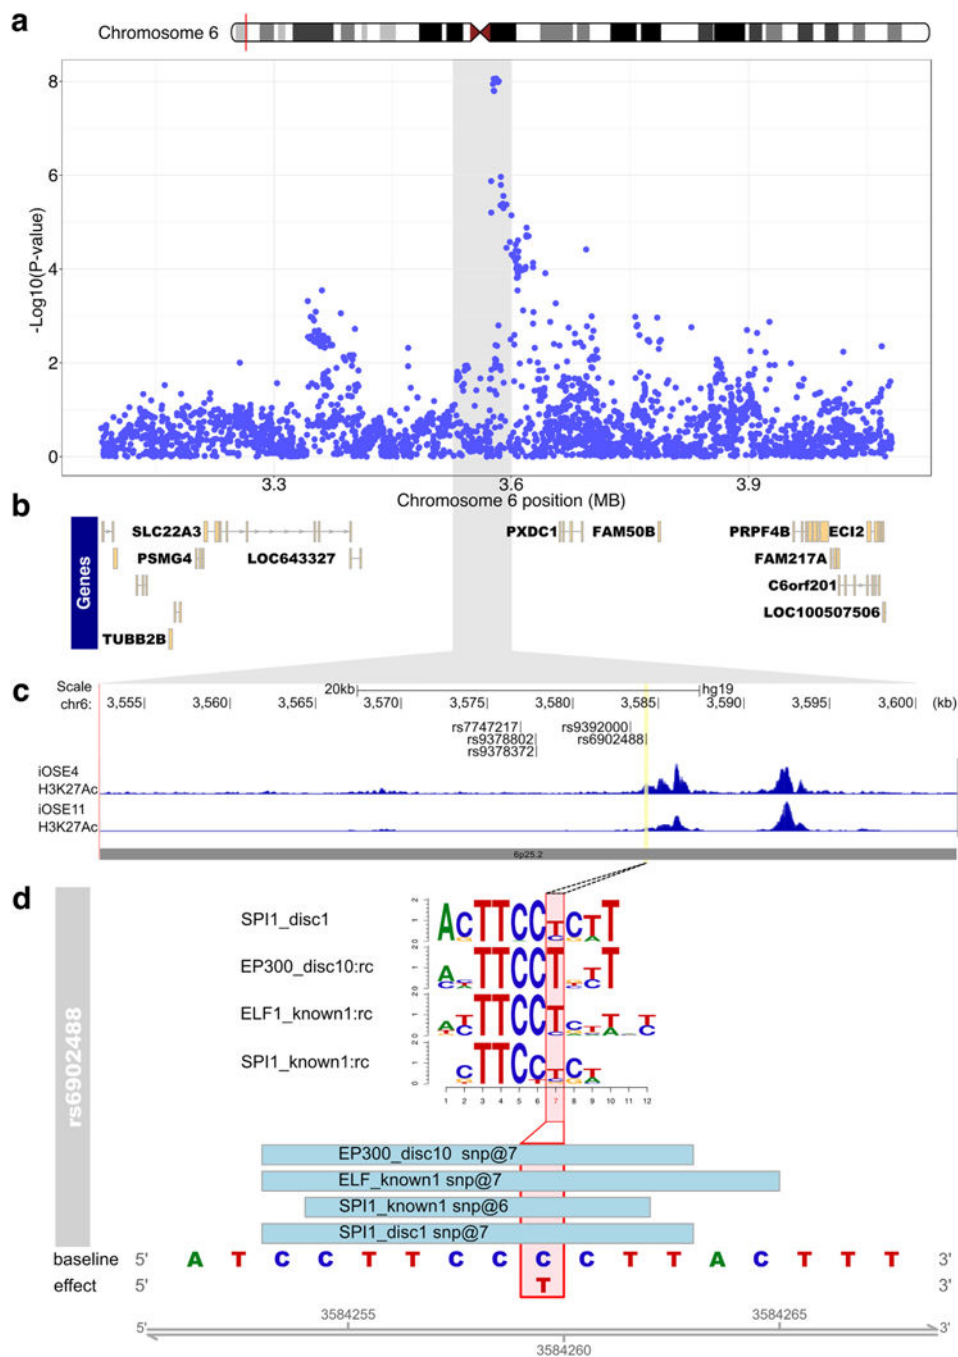 a
Chromosome 6
8
6
4
2
0
-Log10(P-value)
3.3 3.6 3.9
Chromosome 6 position (MB)
b
Genes
SLC22A3 PXDC1 FAM50B PRPF4B ECI2
PSMG4 LOC643327 FAM217A
C6orf201
LOC100507506
TUBB2B
c
Scale 20kb hg19
chr6: 3,555| 3,560| 3,565| 3,570| 3,575| 3,580| 3,585| 3,590| 3,595| 3,600| (kb)
rs7747217 rs9392000
rs9378802 rs6902488
rs9378372
iOSE4
H3K27Ac
iOSE11
H3K27Ac
6p25.2
d
rs6902488
SPI1_disc1
EP300_disc10:rc
ELF1_known1:rc
SPI1_known1:rc
1 2 3 4 5 6 7 8 9 10 11 12
EP300_disc10 snp@7
ELF_known1 snp@7
SPI1_known1 snp@6
SPI1_disc1 snp@7
baseline 5' A T C C T T C C C C T T A C T T T 3'
effect 5' T 3'
3584255 3584265
5' 3'
3584260